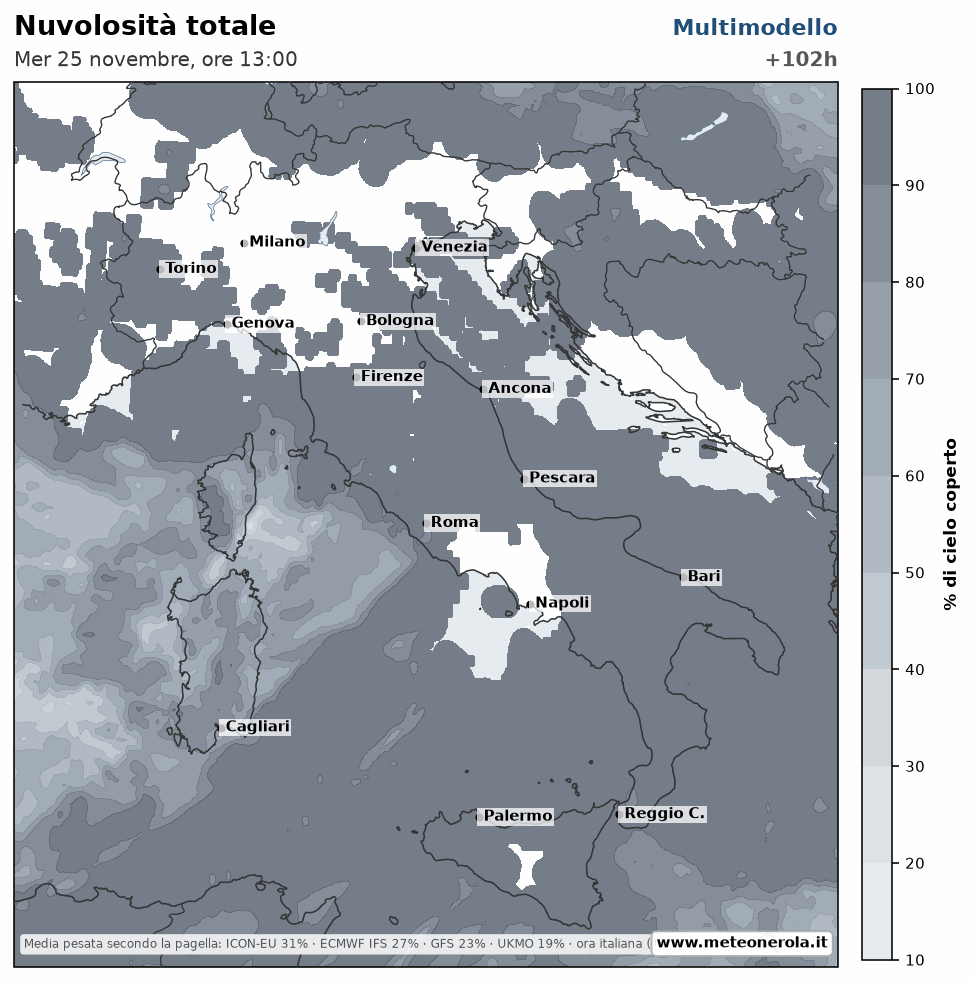 Nuvolosità totale
Multimodello
Mer 25 novembre, ore 13:00
+102h
100
90
80
70
60
50
40
30
20
10
% di cielo coperto
Venezia
Milano
Torino
Bologna
Genova
Firenze
Ancona
Pescara
Roma
Bari
Napoli
Cagliari
Palermo
Reggio C.
Media pesata secondo la pagella: ICON-EU 31% · ECMWF IFS 27% · GFS 23% · UKMO 19% · ora italiana (
www.meteonerola.it